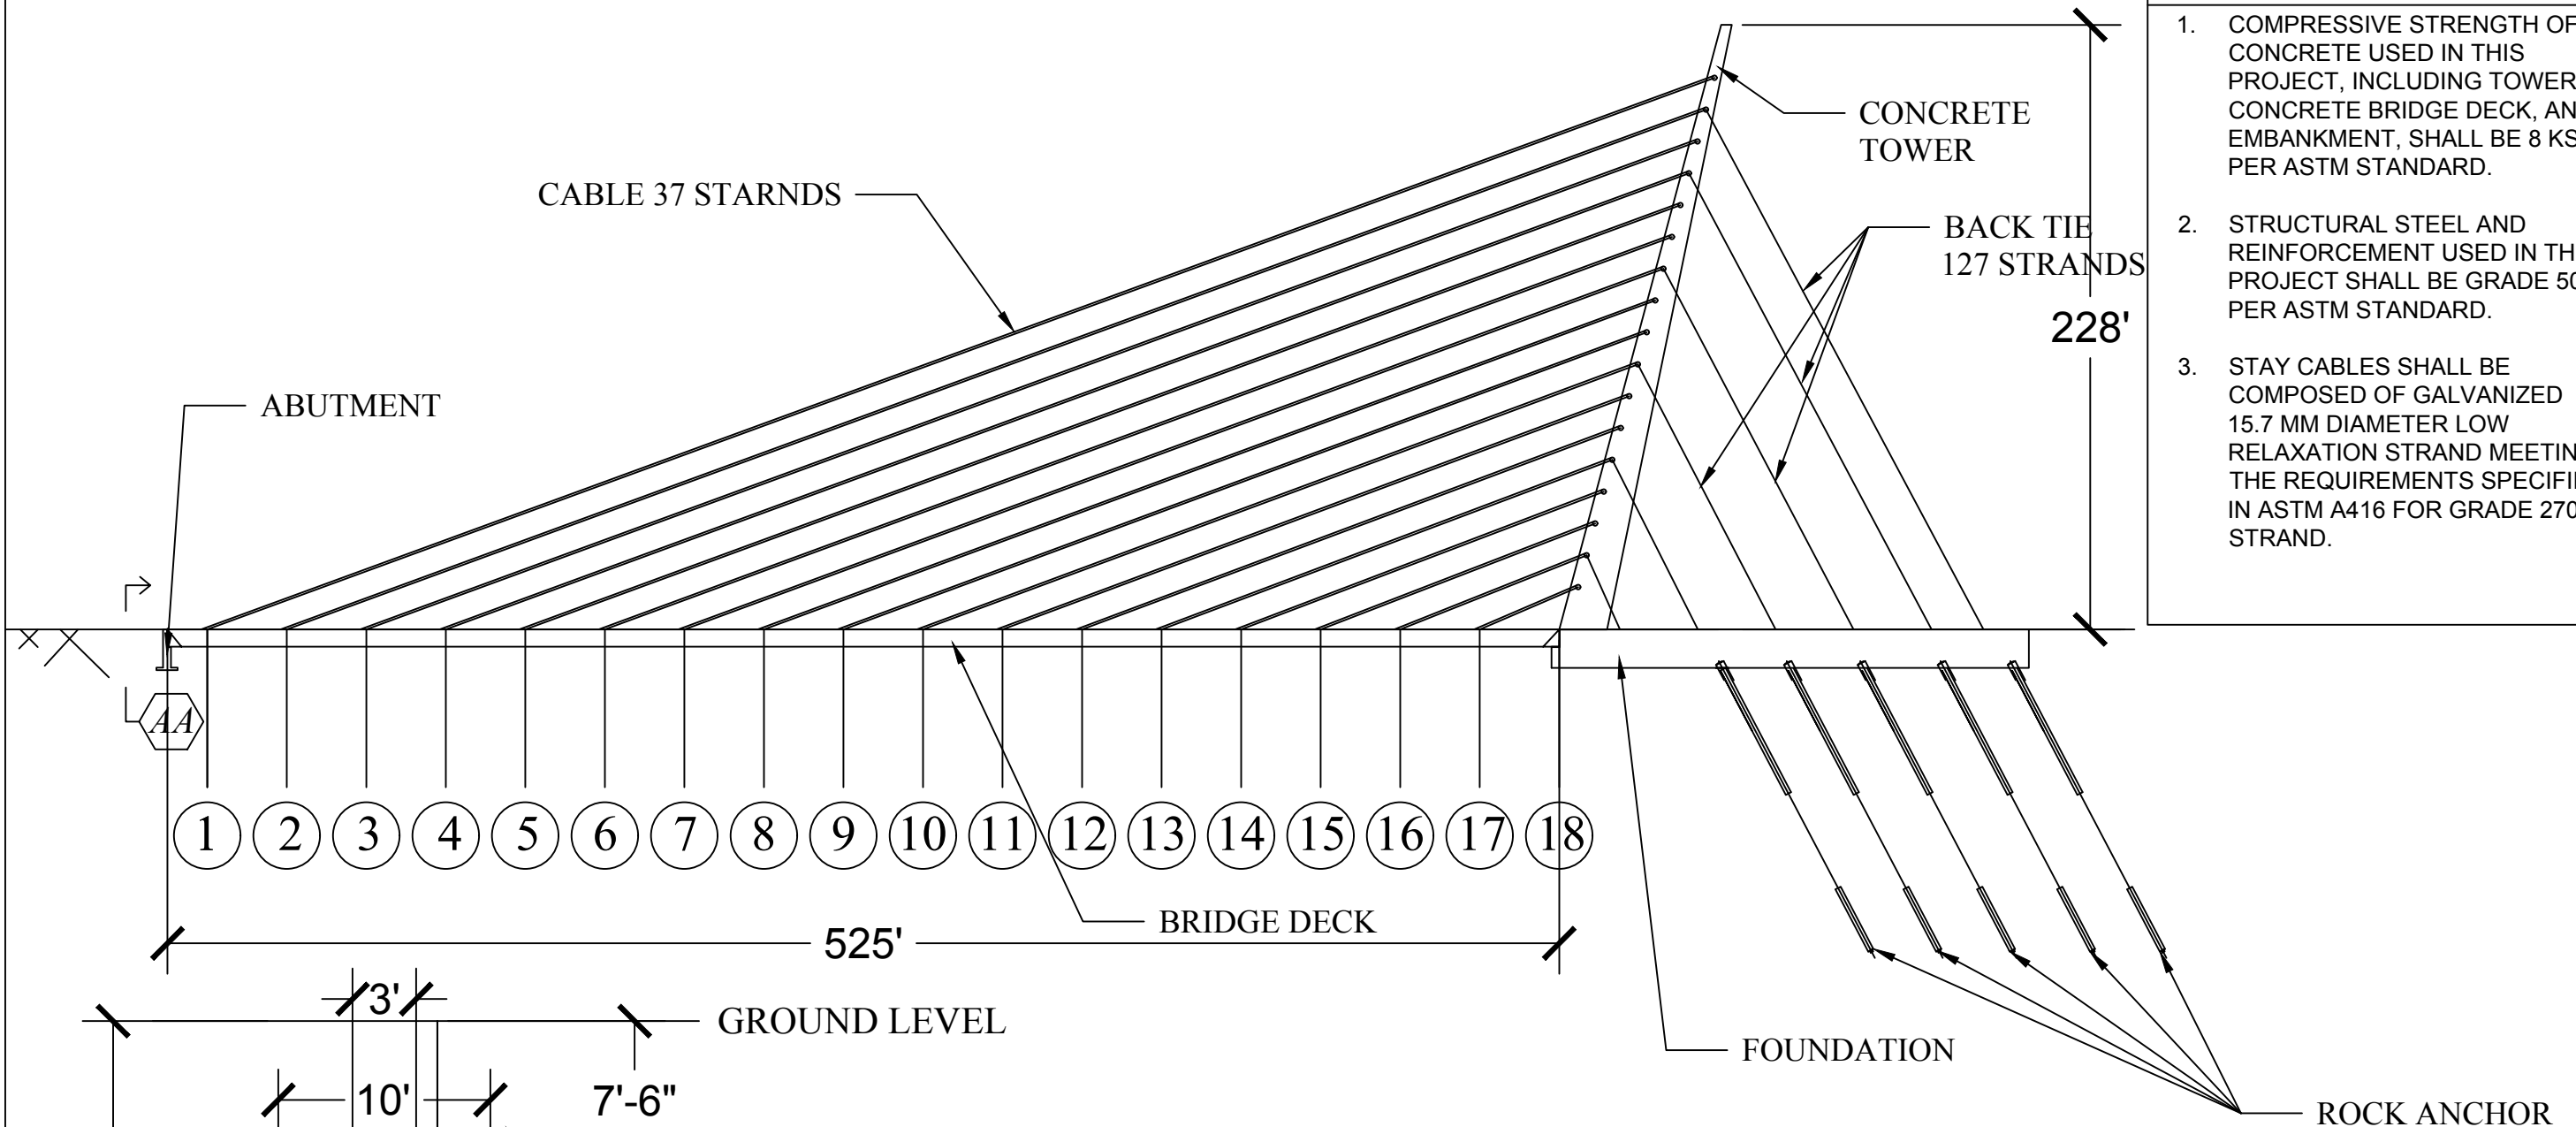 1. COMPRESSIVE STRENGTH OF
CONCRETE USED IN THIS
PROJECT, INCLUDING TOWER
CONCRETE BRIDGE DECK, AN
EMBANKMENT, SHALL BE 8 KS
PER ASTM STANDARD.
2. STRUCTURAL STEEL AND
REINFORCEMENT USED IN TH
PROJECT SHALL BE GRADE 50
PER ASTM STANDARD.
3. STAY CABLES SHALL BE
COMPOSED OF GALVANIZED
15.7 MM DIAMETER LOW
RELAXATION STRAND MEETIN
THE REQUIREMENTS SPECIFI
IN ASTM A416 FOR GRADE 270
STRAND.
CONCRETE
TOWER
CABLE 37 STARNDS
BACK TIE
127 STRANDS
228'
ABUTMENT
AA
1 2 3 4 5 6 7 8 9 10 11 12 13 14 15 16 17 18
BRIDGE DECK
525'
3'
GROUND LEVEL
FOUNDATION
10'
7'-6"
ROCK ANCHOR